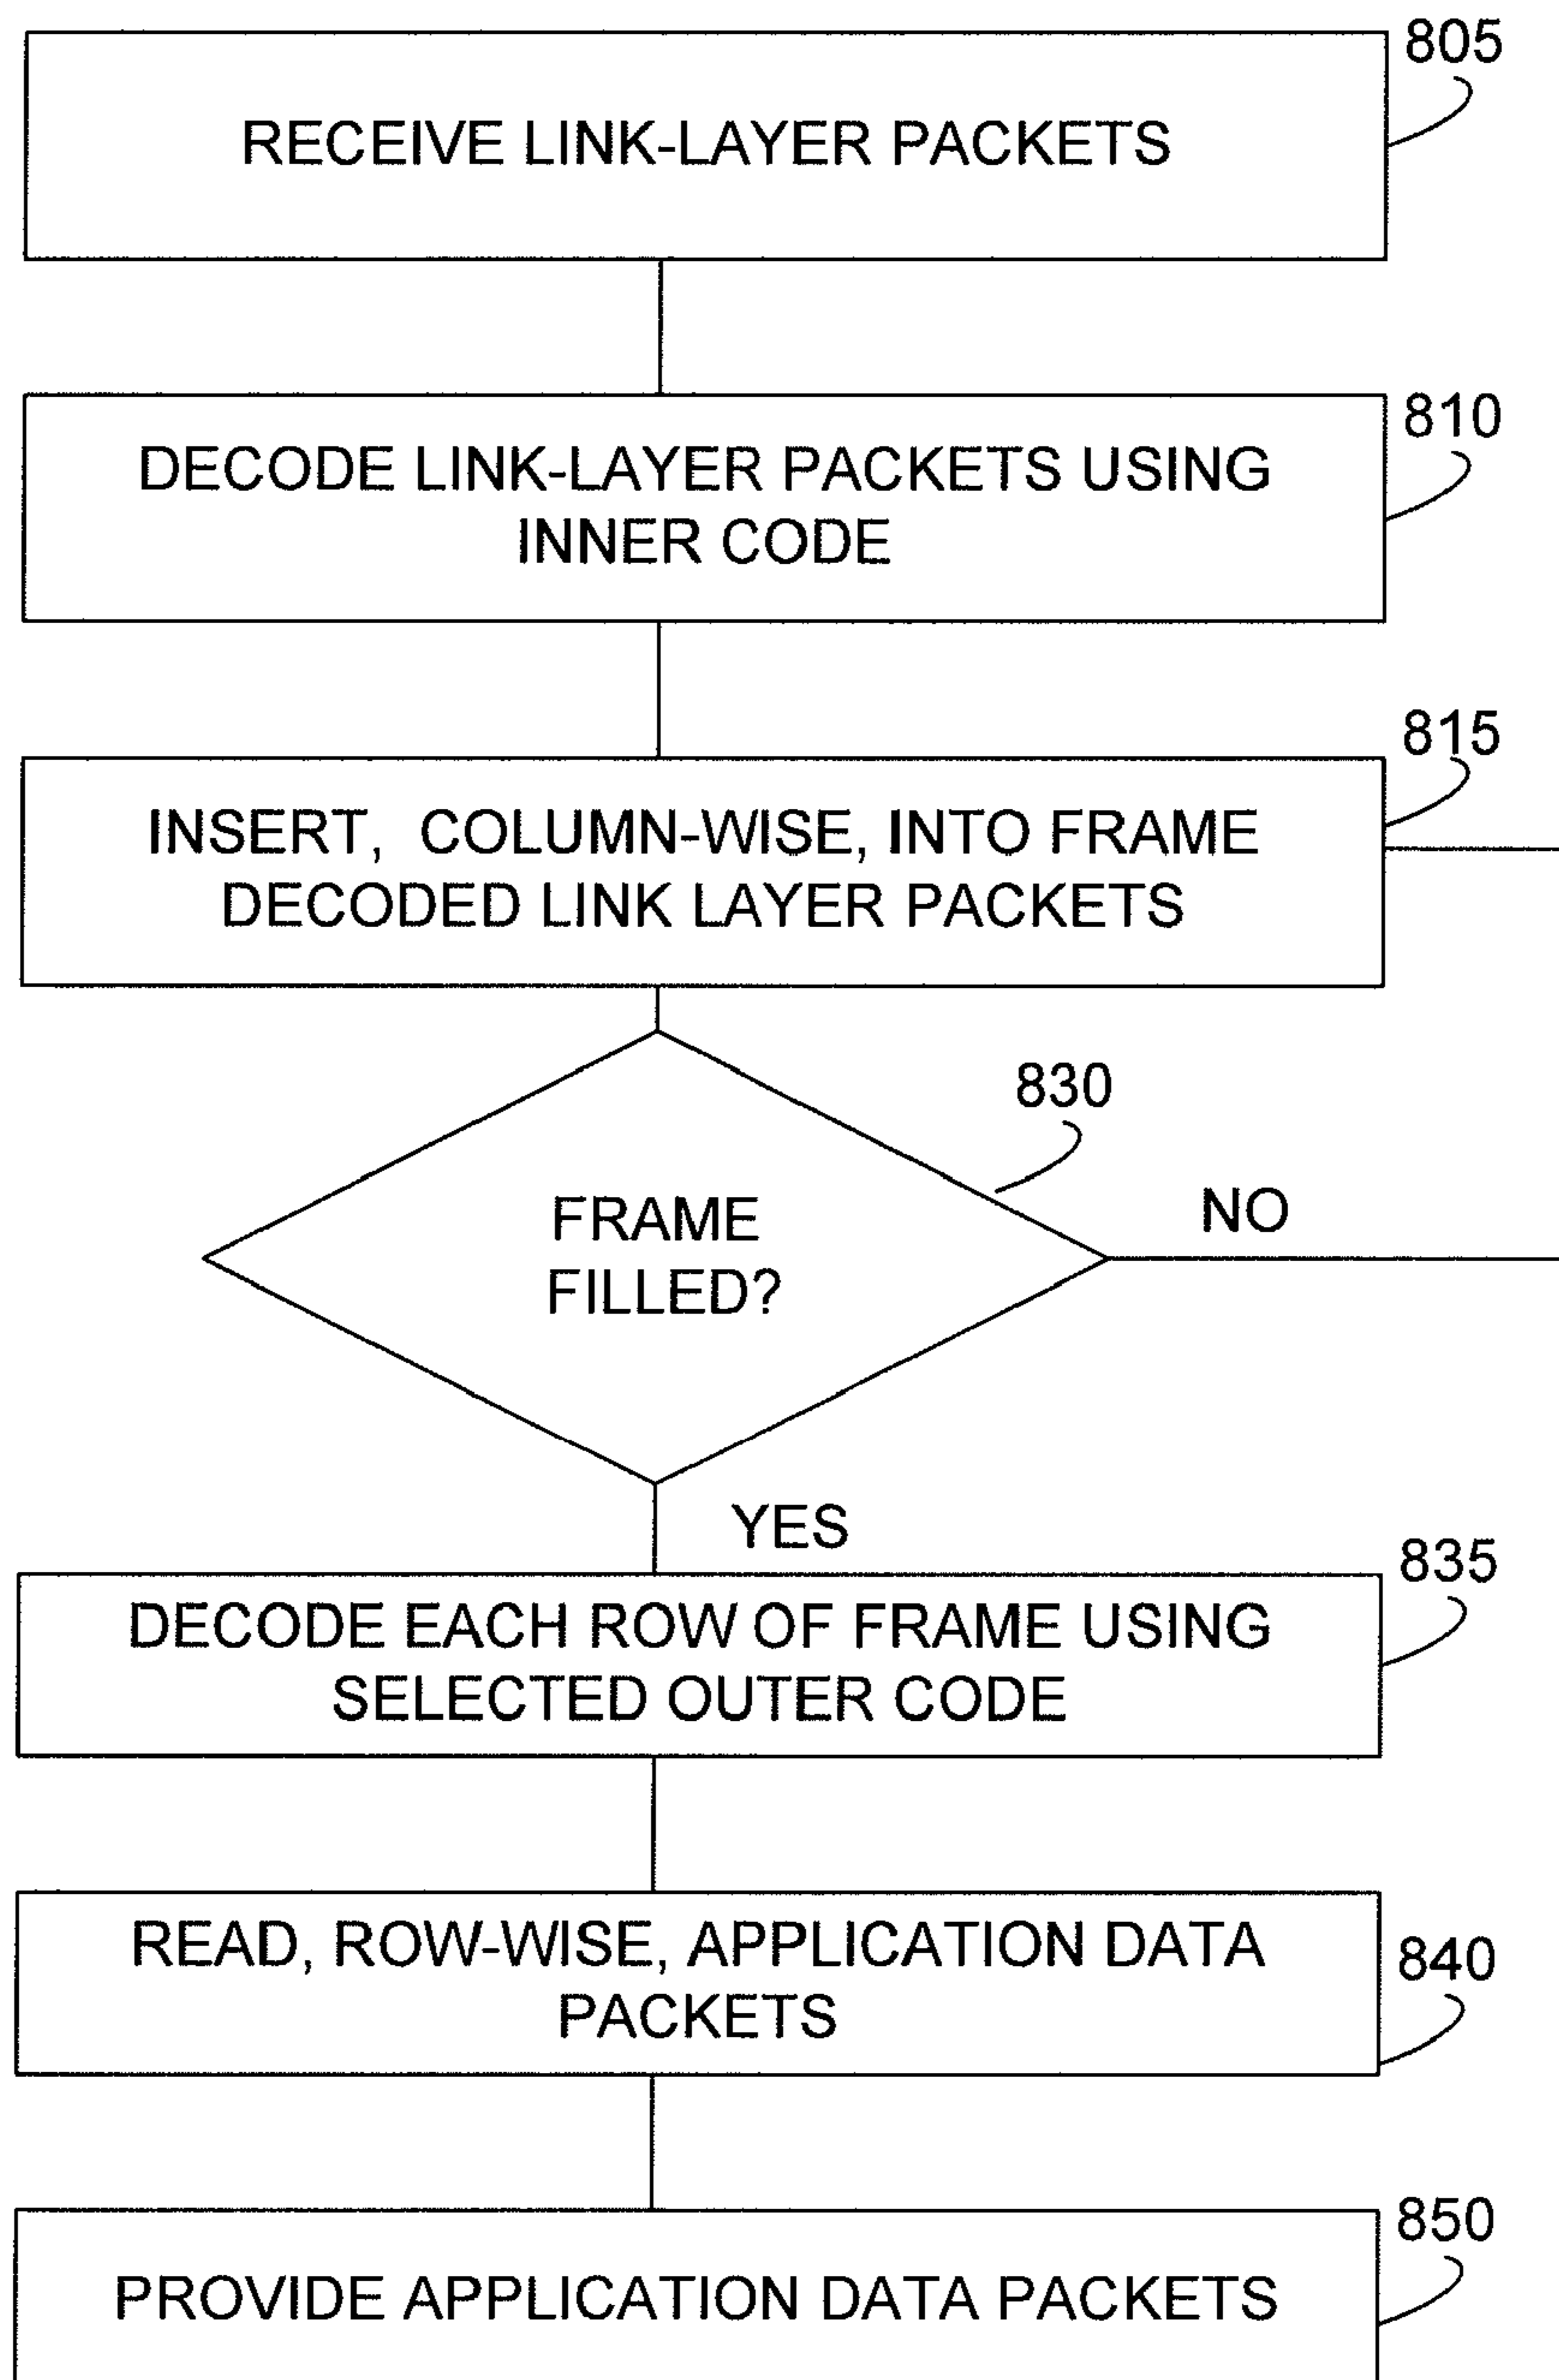 805
RECEIVE LINK-LAYER PACKETS
810
DECODE LINK-LAYER PACKETS USING
INNER CODE
815
INSERT, COLUMN-WISE, INTO FRAME
DECODED LINK LAYER PACKETS
830
FRAME
FILLED?
NO
YES
835
DECODE EACH ROW OF FRAME USING
SELECTED OUTER CODE
840
READ, ROW-WISE, APPLICATION DATA
PACKETS
850
PROVIDE APPLICATION DATA PACKETS